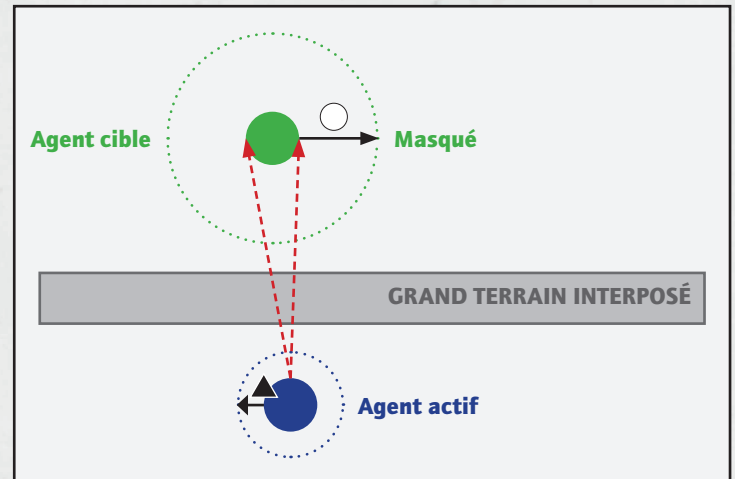 Agent cible
Masqué
GRAND TERRAIN INTERPOSÉ
Agent actif